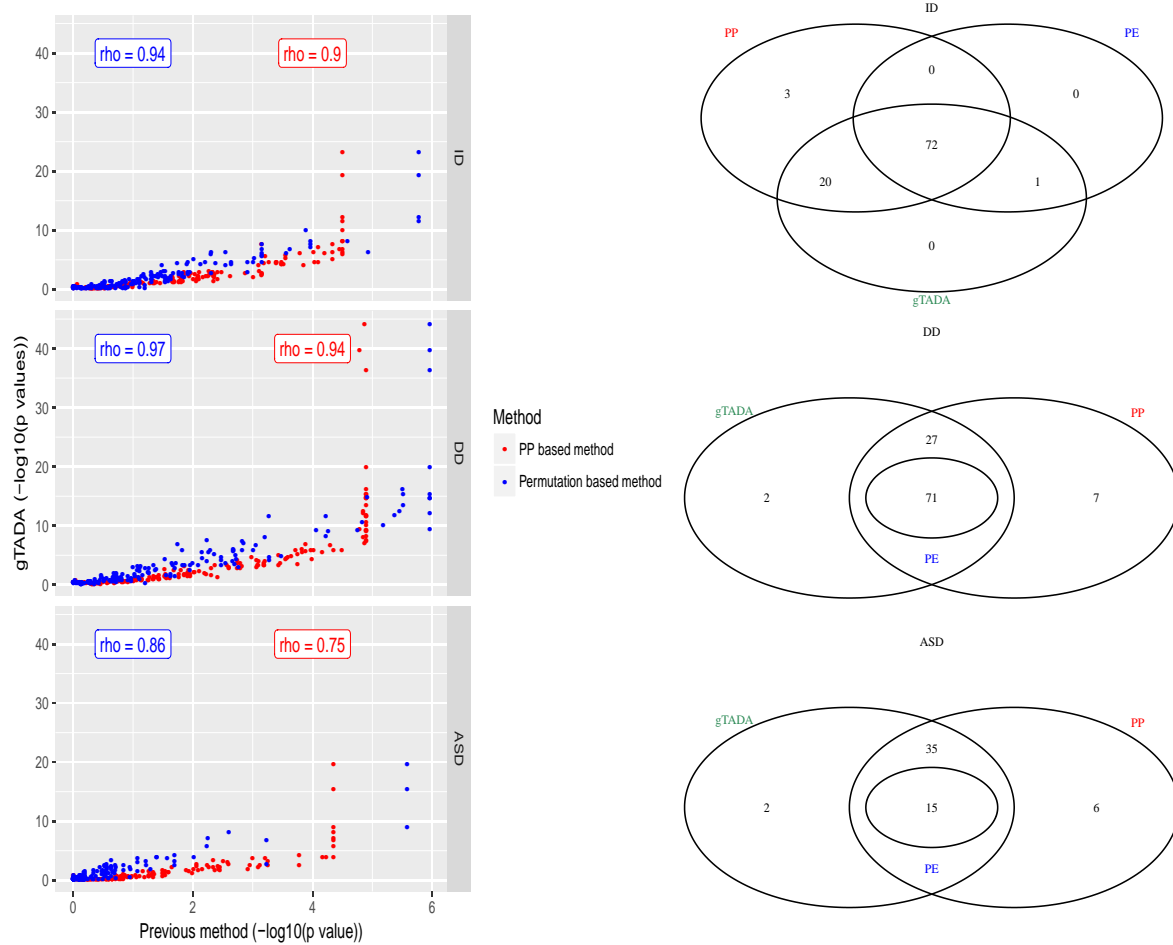 rho = 0.94
rho = 0.9
40
30
20
10
0
ID
rho = 0.97
rho = 0.94
40
30
20
10
0
DD
rho = 0.86
rho = 0.75
40
30
20
10
0
ASD
gTADA (−log10(p values))
0
2
4
6
Previous method (−log10(p value))
Method
PP based method
Permutation based method
ID
PP
PE
0
3
0
72
20
1
0
gTADA
DD
gTADA
PP
27
2
71
7
PE
ASD
gTADA
PP
35
2
15
6
PE